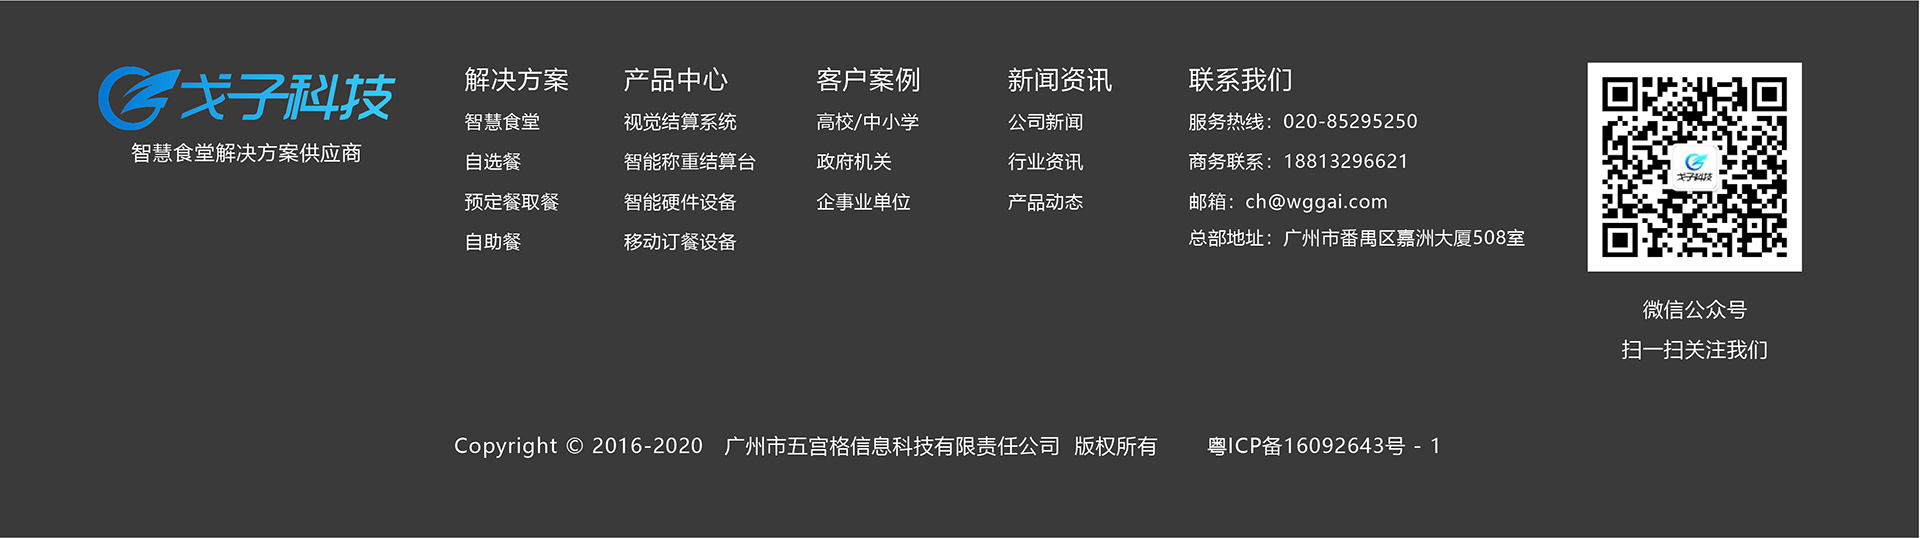 戈子科技
智慧食堂解决方案供应商
解决方案
智慧食堂
自选餐
预定餐取餐
自助餐
产品中心
视觉结算系统
智能称重结算台
智能硬件设备
移动订餐设备
客户案例
高校/中小学
政府机关
企事业单位
新闻资讯
公司新闻
行业资讯
产品动态
联系我们
服务热线：020-85295250
商务联系：18813296621
邮箱：ch@wggai.com
总部地址：广州市番禺区嘉洲大厦508室
戈子科技
微信公众号
扫一扫关注我们
Copyright © 2016-2020 广州市五宫格信息科技有限责任公司 版权所有 粤ICP备16092643号 - 1